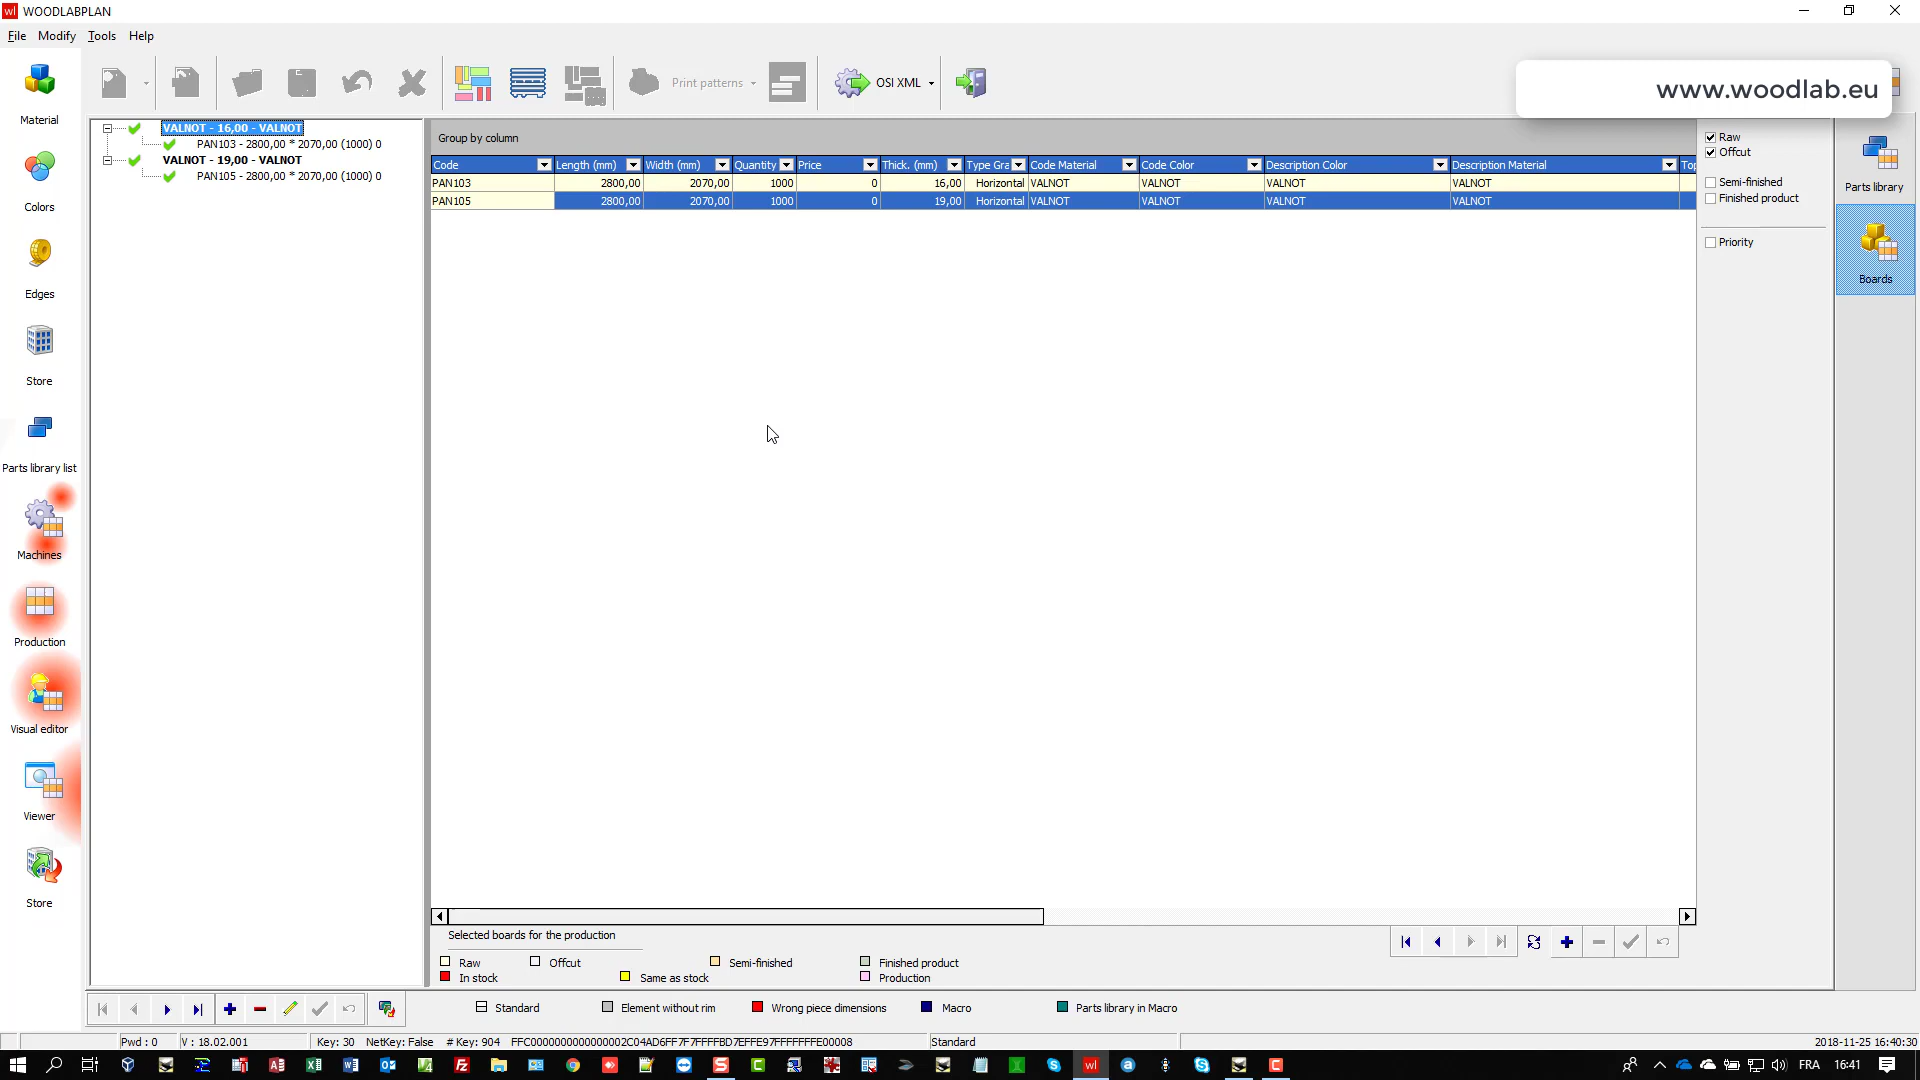 wl WOODLABPLAN
File Modify Tools Help
Print patterns
OSI XML
www.woodlab.eu
Material
Colors
Edges
Store
Parts library list
Machines
Production
Visual editor
Viewer
Store
VALNOT - 16,00 - VALNOT
PAN103 - 2800,00 * 2070,00 (1000) 0
VALNOT - 19,00 - VALNOT
PAN105 - 2800,00 * 2070,00 (1000) 0
Group by column
Code Length (mm) Width (mm) Quantity Price Thick. (mm) Type Gra Code Material Code Color Description Color Description Material
PAN103 2800,00 2070,00 1000 0 16,00 Horizontal VALNOT VALNOT VALNOT VALNOT
PAN105 2800,00 2070,00 1000 0 19,00 Horizontal VALNOT VALNOT VALNOT VALNOT
Raw
Offcut
Semi-finished
Finished product
Priority
Parts library
Boards
Selected boards for the production
Raw Offcut Semi-finished Finished product
In stock Same as stock Production
Standard Element without rim Wrong piece dimensions Macro Parts library in Macro
Pwd : 0 V : 18.02.001 Key: 30 NetKey: False # Key: 904 Standard 2018-11-25 16:40:30
FRA 16:41